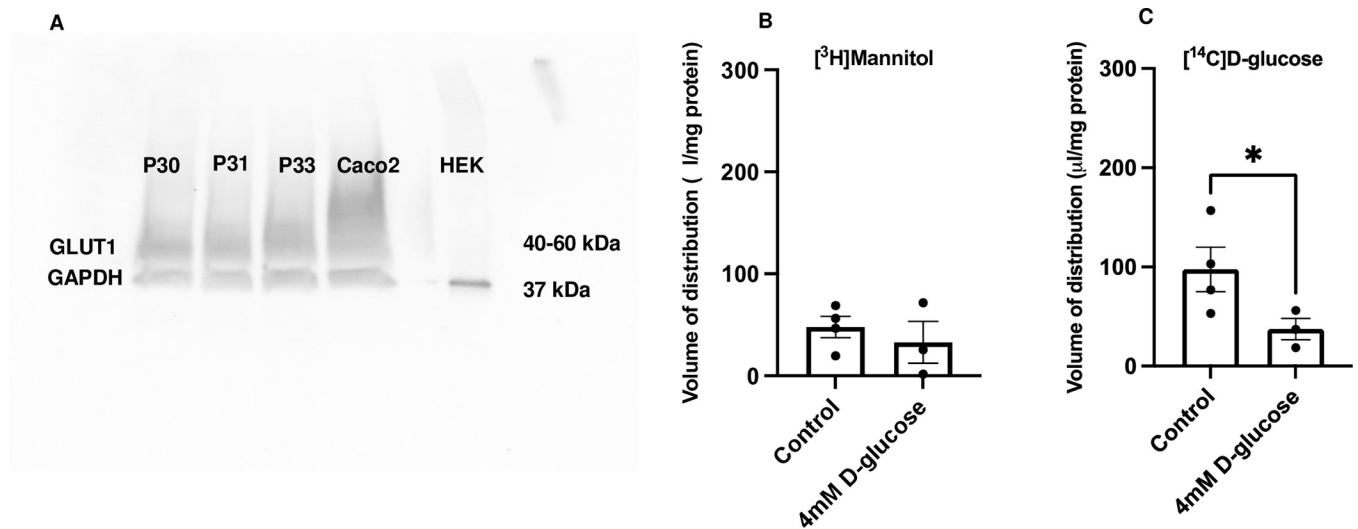 A
P30 P31 P33 Caco2 HEK
GLUT1
GAPDH
40-60 kDa
37 kDa
B
[³H]Mannitol
Volume of distribution ( l/mg protein)
300
200
100
0
Control
4mM D-glucose
C
[¹⁴C]D-glucose
Volume of distribution (μl/mg protein)
300
200
100
0
*
Control
4mM D-glucose